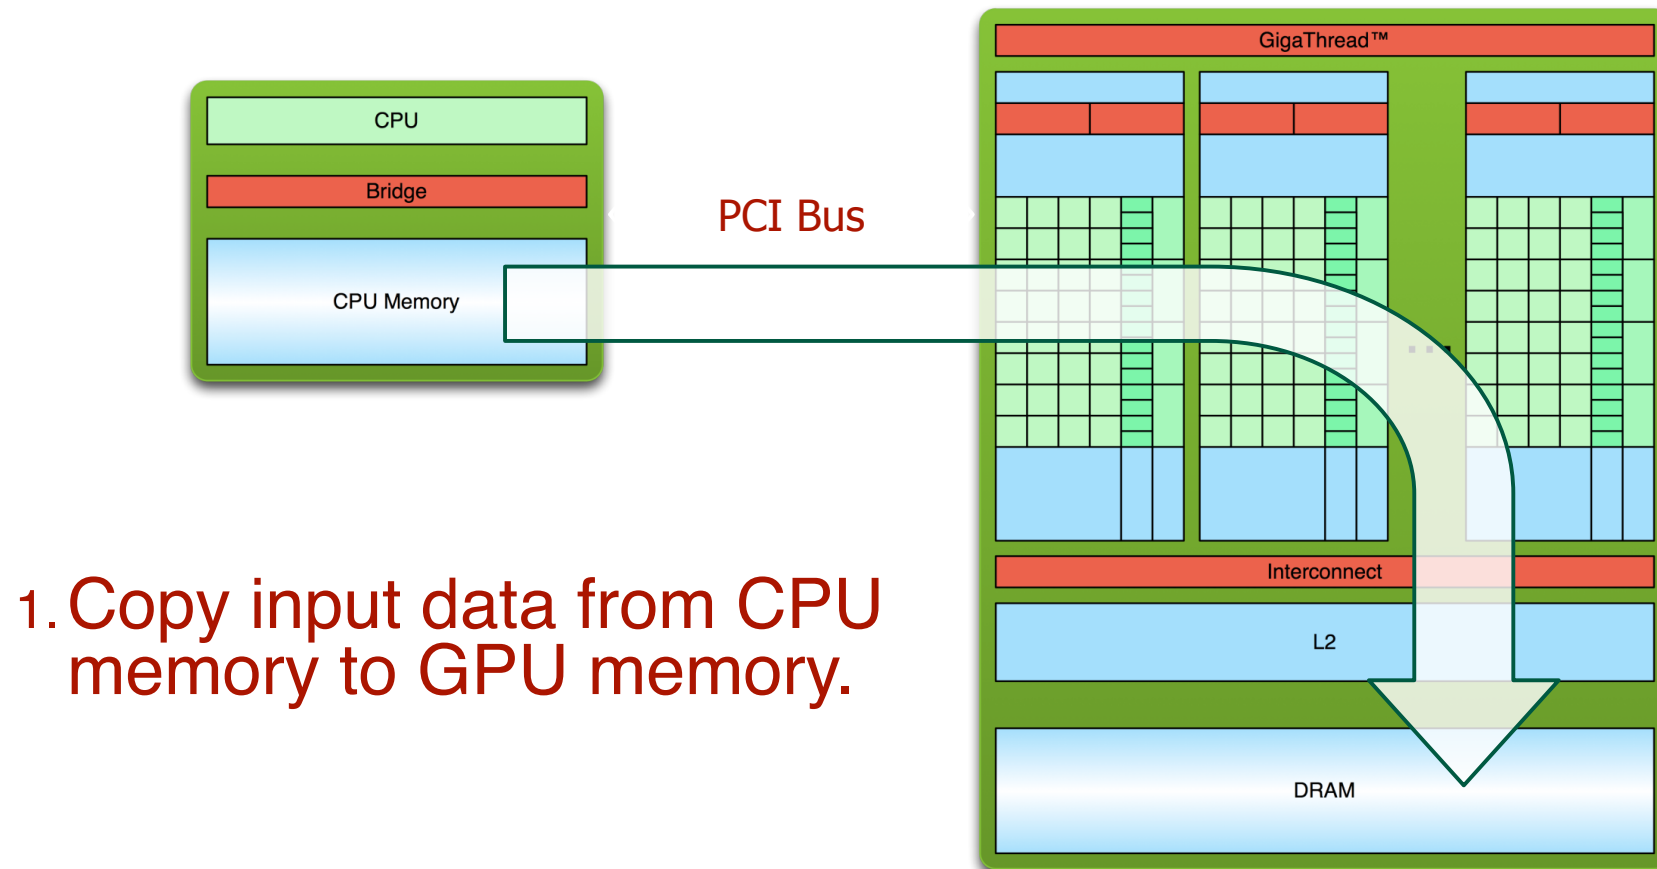 GigaThread™
CPU
Bridge
PCI Bus
CPU Memory
...
Interconnect
1. Copy input data from CPU
memory to GPU memory.
L2
DRAM